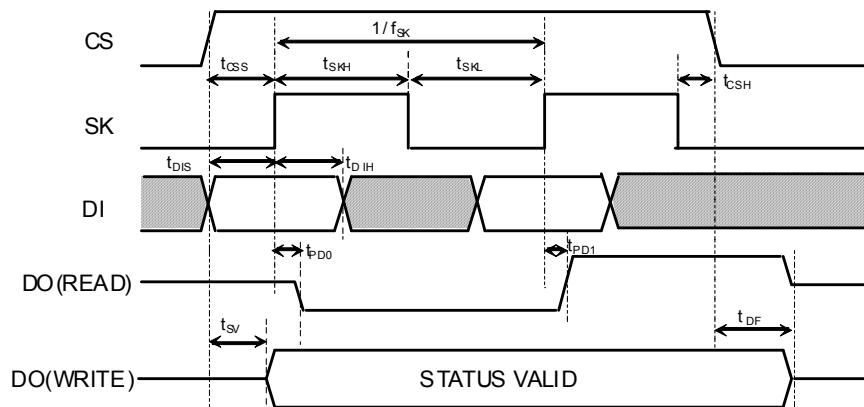 CS
1/fSK
tCSS
tSKH
tSKL
tCSH
SK
tDIS
tDIH
DI
tPD0
tPD1
DO(READ)
tSV
tDF
DO(WRITE)
STATUS VALID